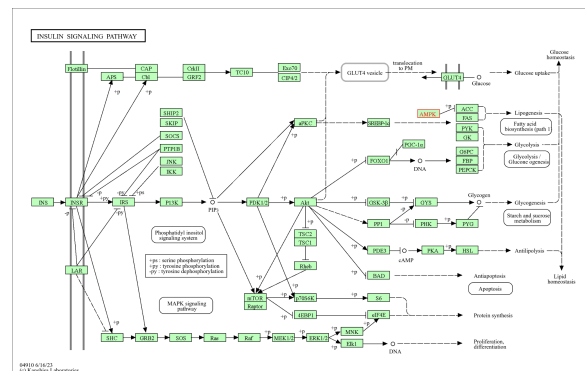 INSULIN SIGNALING PATHWAY
Flotillin
CAP
CrkII
APS
Cbl
GRF2
TC10
Exo70
CIP4/2
GLUT4 vesicle
translocation
to PM
GLUT4
Glucose
Glucose uptake
Glucose
homeostasis
+p
SHIP2
SKIP
SOCS
PTP1B
JNK
IKK
aPKC
SREBP-1c
AMPK
+p
ACC
FAS
Lipogenesis
Fatty acid
biosynthesis (path 1)
PYK
GK
Glycolysis
G6PC
FBP
PEPCK
Glycolysis /
Gluconeogenesis
PGC-1α
FOXO1
DNA
INS
INSR
IRS
PI3K
PIP3
PDK1/2
Akt
GSK-3β
GYS
Glycogen
Glycogenesis
PP1
PHK
PYG
Starch and sucrose
metabolism
-p
+py
-py
+ps
Phosphatidyl inositol
signaling system
+ps : serine phosphorylation
+py : tyrosine phosphorylation
-py : tyrosine dephosphorylation
TSC2
TSC1
Rheb
PDE3
cAMP
PKA
HSL
Antilipolysis
BAD
Antiapoptosis
Apoptosis
Lipid
homeostasis
LAR
MAPK signaling
pathway
mTOR
Raptor
p70S6K
S6
4EBP1
eIF4E
Protein synthesis
SHC
GRB2
SOS
Ras
Raf
MEK1/2
ERK1/2
MNK
Elk1
DNA
Proliferation,
differentiation
04910 6/16/23
(c) Kanehisa Laboratories